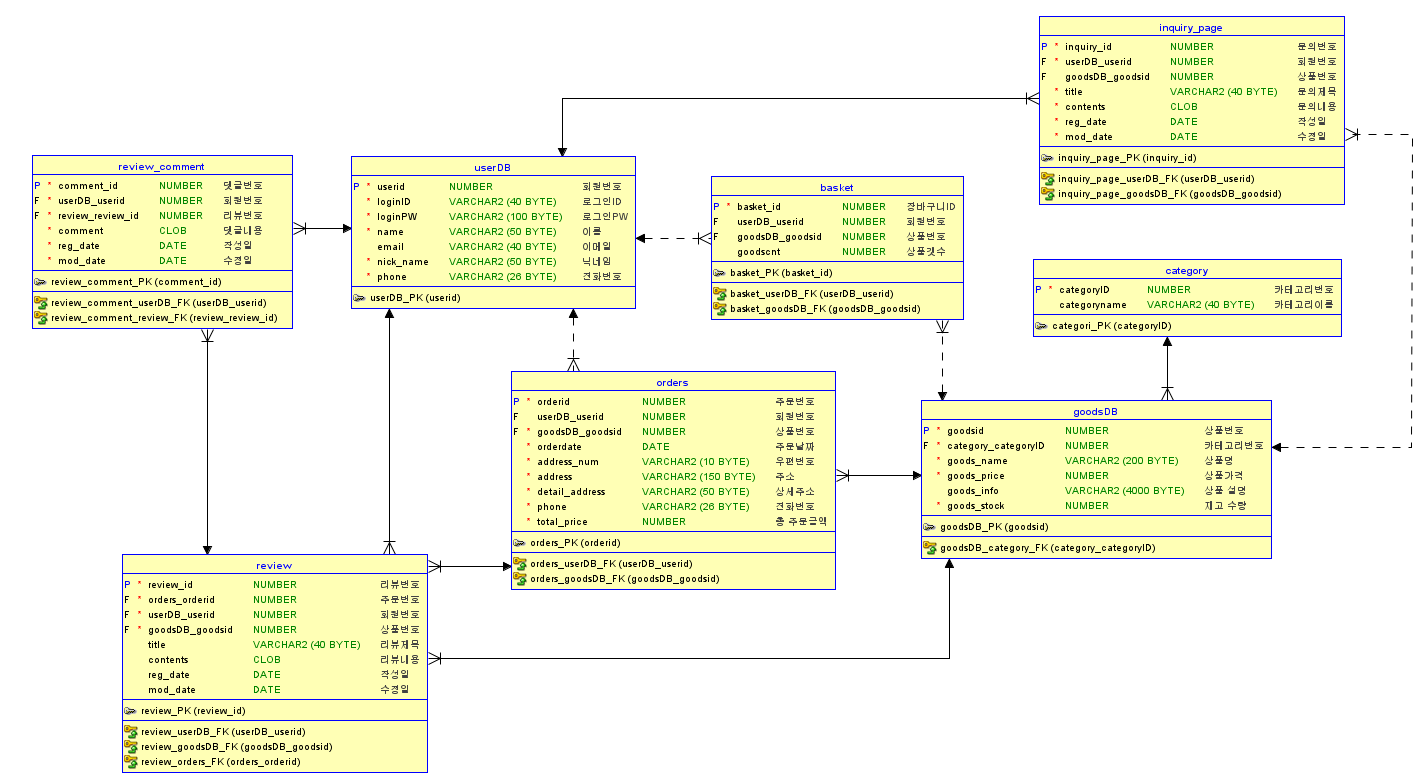 inquiry_page
P * inquiry_id NUMBER 문의번호
F * userDB_userid NUMBER 회원번호
F goodsDB_goodsid NUMBER 상품번호
* title VARCHAR2 (40 BYTE) 문의제목
* contents CLOB 문의내용
* reg_date DATE 작성일
* mod_date DATE 수정일
inquiry_page_PK (inquiry_id)
inquiry_page_userDB_FK (userDB_userid)
inquiry_page_goodsDB_FK (goodsDB_goodsid)
review_comment
P * comment_id NUMBER 댓글번호
F * userDB_userid NUMBER 회원번호
F * review_review_id NUMBER 리뷰번호
* comment CLOB 댓글내용
* reg_date DATE 작성일
* mod_date DATE 수정일
review_comment_PK (comment_id)
review_comment_userDB_FK (userDB_userid)
review_comment_review_FK (review_review_id)
userDB
P * userid NUMBER 회원번호
* loginID VARCHAR2 (40 BYTE) 로그인ID
* loginPW VARCHAR2 (100 BYTE) 로그인PW
* name VARCHAR2 (50 BYTE) 이름
email VARCHAR2 (40 BYTE) 이메일
* nick_name VARCHAR2 (50 BYTE) 닉네임
* phone VARCHAR2 (26 BYTE) 전화번호
userDB_PK (userid)
basket
P * basket_id NUMBER 장바구니ID
F userDB_userid NUMBER 회원번호
F goodsDB_goodsid NUMBER 상품번호
goodscnt NUMBER 상품갯수
basket_PK (basket_id)
basket_userDB_FK (userDB_userid)
basket_goodsDB_FK (goodsDB_goodsid)
category
P * categoryID NUMBER 카테고리번호
categoryname VARCHAR2 (40 BYTE) 카테고리이름
categori_PK (categoryID)
orders
P * orderid NUMBER 주문번호
F userDB_userid NUMBER 회원번호
F * goodsDB_goodsid NUMBER 상품번호
* orderdate DATE 주문날짜
* address_num VARCHAR2 (10 BYTE) 우편번호
* address VARCHAR2 (150 BYTE) 주소
* detail_address VARCHAR2 (50 BYTE) 상세주소
* phone VARCHAR2 (26 BYTE) 전화번호
* total_price NUMBER 총 주문금액
orders_PK (orderid)
orders_userDB_FK (userDB_userid)
orders_goodsDB_FK (goodsDB_goodsid)
goodsDB
P * goodsid NUMBER 상품번호
F * category_categoryID NUMBER 카테고리번호
* goods_name VARCHAR2 (200 BYTE) 상품명
* goods_price NUMBER 상품가격
goods_info VARCHAR2 (4000 BYTE) 상품 설명
* goods_stock NUMBER 재고 수량
goodsDB_PK (goodsid)
goodsDB_category_FK (category_categoryID)
review
P * review_id NUMBER 리뷰번호
F * orders_orderid NUMBER 주문번호
F * userDB_userid NUMBER 회원번호
F * goodsDB_goodsid NUMBER 상품번호
title VARCHAR2 (40 BYTE) 리뷰제목
contents CLOB 리뷰내용
reg_date DATE 작성일
mod_date DATE 수정일
review_PK (review_id)
review_userDB_FK (userDB_userid)
review_goodsDB_FK (goodsDB_goodsid)
review_orders_FK (orders_orderid)